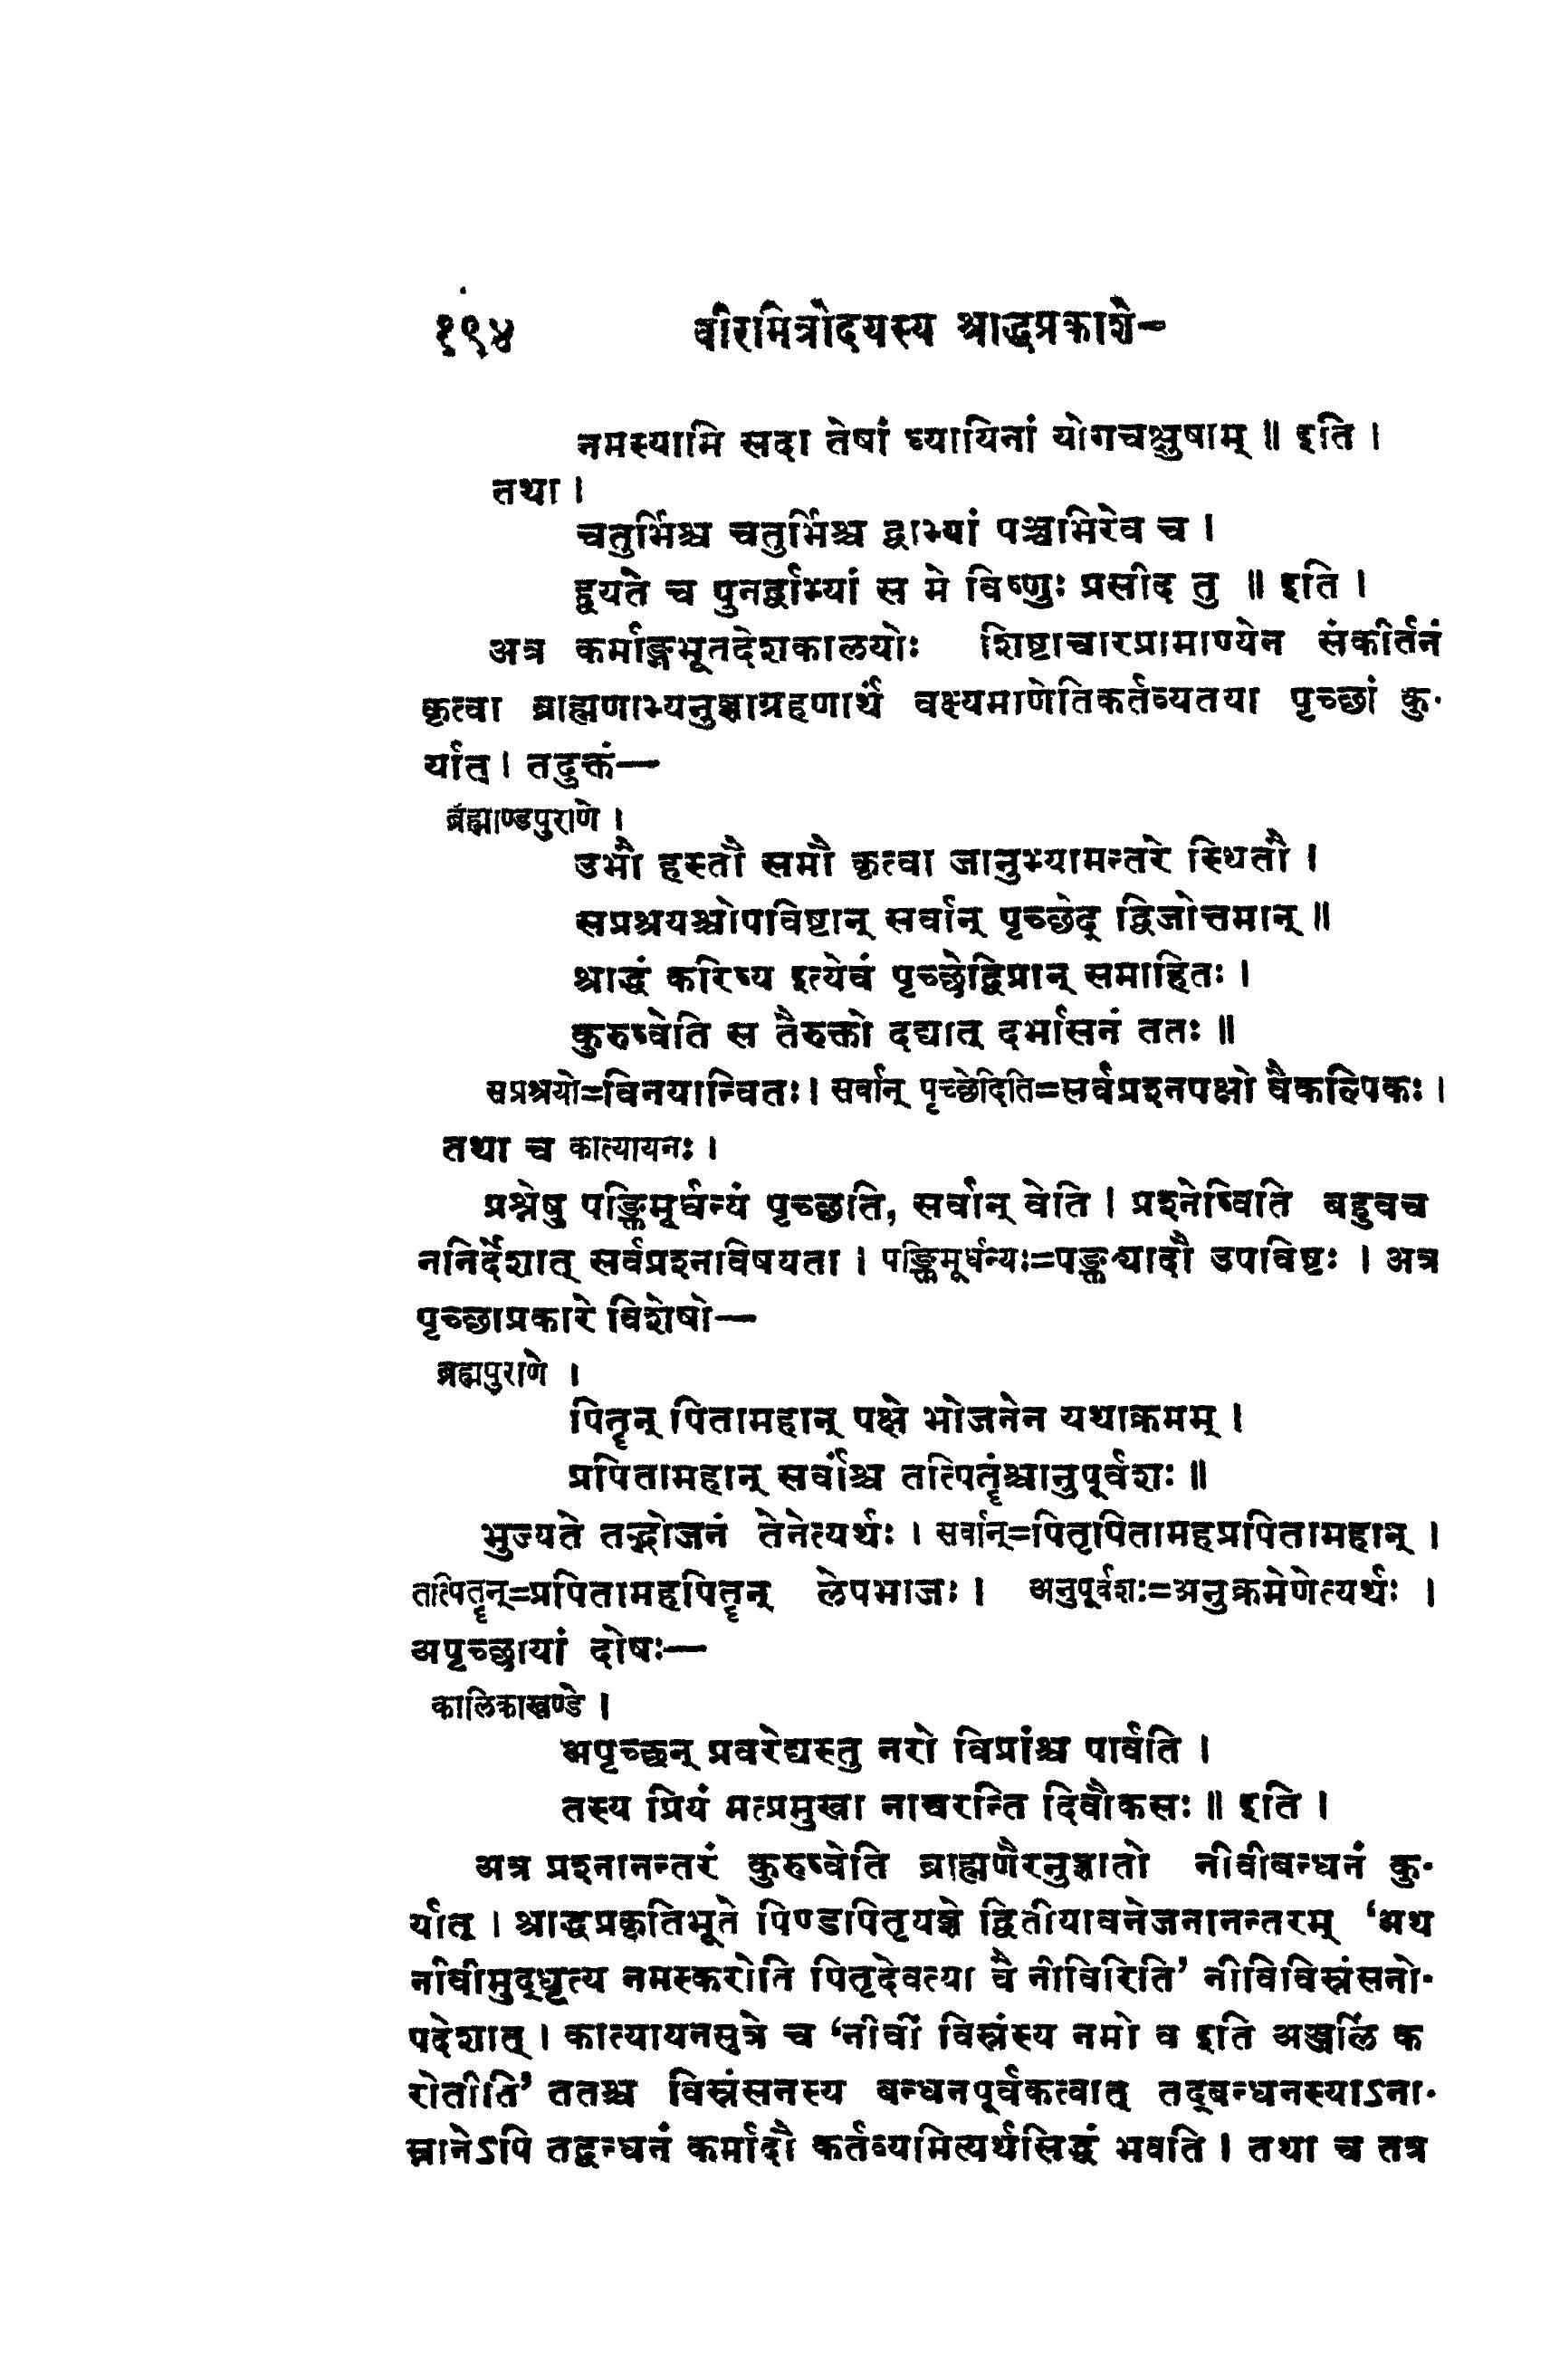 १९४ वीरमित्रोदयस्य श्राद्धप्रकाशे-
नमस्यामि सदा तेषां ध्यायिनां योगचक्षुषाम् ॥ इति ।
तथा ।
चतुर्भिश्च चतुर्भिश्च द्वाभ्यां पञ्चभिरेव च ।
हूयते च पुनर्द्वाभ्यां स मे विष्णुः प्रसीद तु ॥ इति ।
अत्र कर्माङ्गभूतदेशकालयोः शिष्टाचारप्रामाण्येन संकीर्तनं
कृत्वा ब्राह्मणाभ्यनुज्ञाग्रहणार्थं वक्ष्यमाणेतिकर्तव्यतया पृच्छां कु-
र्यात् । तदुक्तं—
ब्रह्माण्डपुराणे ।
उभौ हस्तौ समौ कृत्वा जानुभ्यामन्तरे स्थितौ ।
सप्रश्रयश्चोपविष्टान् सर्वान् पृच्छेद् द्विजोत्तमान् ॥
श्राद्धं करिष्य इत्येवं पृच्छेद्विप्रान् समाहितः ।
कुरुष्वेति स तैरुक्तो दद्यात् दर्भासनं ततः ॥
सप्रश्रयो=विनयान्वितः । सर्वान् पृच्छेदिति=सर्वप्रश्नपक्षो वैकल्पिकः ।
तथा च कात्यायनः ।
प्रश्नेषु पङ्क्तिमूर्धन्यं पृच्छति, सर्वान् वेति । प्रश्नेष्विति बहुवच
ननिर्देशात् सर्वप्रश्नविषयता । पङ्क्तिमूर्धन्यः=पङ्क्त्यादौ उपविष्टः । अत्र
पृच्छाप्रकारे विशेषो—
ब्रह्मपुराणे ।
पितॄन् पितामहान् पक्षे भोजनेन यथाक्रमम् ।
प्रपितामहान् सर्वांश्च तत्पितॄंश्चानुपूर्वशः ॥
भुज्यते तद्भोजनं तेनेत्यर्थः । सर्वान्=पितृपितामहप्रपितामहान् ।
तत्पितॄन्=प्रपितामहपितॄन् लेपभाजः । अनुपूर्वशः=अनुक्रमेणेत्यर्थः ।
अपृच्छायां दोषः—
कालिकाखण्डे ।
अपृच्छन् प्रवरेद्यस्तु नरो विप्रांश्च पार्वति ।
तस्य प्रियं मत्प्रमुखा नाचरन्ति दिवौकसः ॥ इति ।
अत्र प्रश्नानन्तरं कुरुष्वेति ब्राह्मणैरनुज्ञातो नीवीबन्धनं कु-
र्यात् । श्राद्धप्रकृतिभूते पिण्डपितृयज्ञे द्वितीयावनेजनानन्तरम् ‘अथ
नीवीमुद्धृत्य नमस्करोति पितृदेवत्या वै नीविरिति’ नीविविस्रंसनो-
पदेशात् । कात्यायनसूत्रे च ‘नीवीं विस्रंस्य नमो व इति अञ्जलिं क
रोतीति’ ततश्च विस्रंसनस्य बन्धनपूर्वकत्वात् तद्बन्धनस्याऽना-
म्नानेऽपि तद्बन्धनं कर्मादौ कर्तव्यमित्यर्थसिद्धं भवति । तथा च तत्र